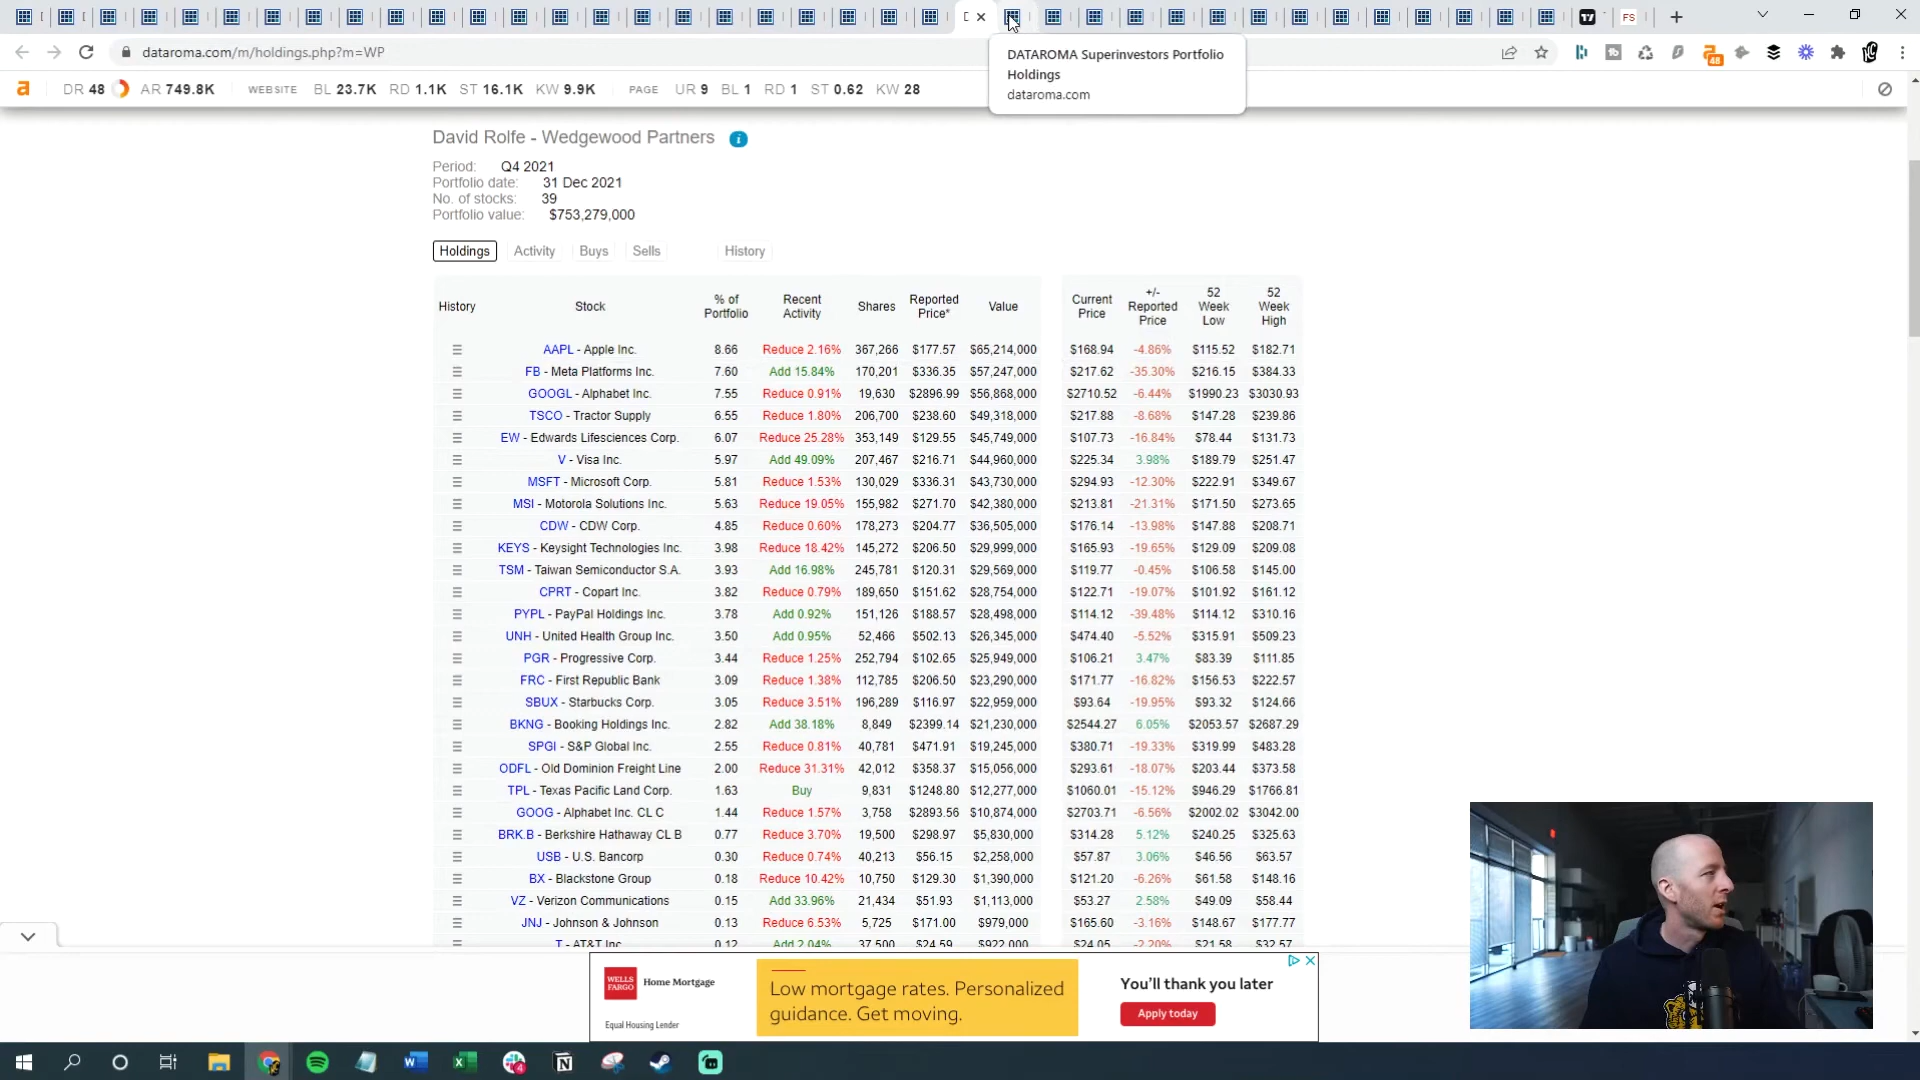 dataroma.com/m/holdings.php?m=WP
48
DATAROMA Superinvestors Portfolio
Holdings
dataroma.com
a DR 48 AR 749.8K WEBSITE BL 23.7K RD 1.1K ST 16.1K KW 9.9K PAGE UR 9 BL 1 RD 1 ST 0.62 KW 28
David Rolfe - Wedgewood Partners i
Period: Q4 2021
Portfolio date: 31 Dec 2021
No. of stocks: 39
Portfolio value: $753,279,000
Holdings Activity Buys Sells History
History Stock % of Portfolio Recent Activity Shares Reported Price* Value Current Price +/- Reported Price 52 Week Low 52 Week High
AAPL - Apple Inc. 8.66 Reduce 2.16% 367,266 $177.57 $65,214,000 $168.94 -4.86% $115.52 $182.71
FB - Meta Platforms Inc. 7.60 Add 15.84% 170,201 $336.35 $57,247,000 $217.62 -35.30% $216.15 $384.33
GOOGL - Alphabet Inc. 7.55 Reduce 0.91% 19,630 $2896.99 $56,868,000 $2710.52 -6.44% $1990.23 $3030.93
TSCO - Tractor Supply 6.55 Reduce 1.80% 206,700 $238.60 $49,318,000 $217.88 -8.68% $147.28 $239.86
EW - Edwards Lifesciences Corp. 6.07 Reduce 25.28% 353,149 $129.55 $45,749,000 $107.73 -16.84% $78.44 $131.73
V - Visa Inc. 5.97 Add 49.09% 207,467 $216.71 $44,960,000 $225.34 3.98% $189.79 $251.47
MSFT - Microsoft Corp. 5.81 Reduce 1.53% 130,029 $336.31 $43,730,000 $294.93 -12.30% $222.91 $349.67
MSI - Motorola Solutions Inc. 5.63 Reduce 19.05% 155,982 $271.70 $42,380,000 $213.81 -21.31% $171.50 $273.65
CDW - CDW Corp. 4.85 Reduce 0.60% 178,273 $204.77 $36,505,000 $176.14 -13.98% $147.88 $208.71
KEYS - Keysight Technologies Inc. 3.98 Reduce 18.42% 145,272 $206.50 $29,999,000 $165.93 -19.65% $129.09 $209.08
TSM - Taiwan Semiconductor S.A. 3.93 Add 16.98% 245,781 $120.31 $29,569,000 $119.77 -0.45% $106.58 $145.00
CPRT - Copart Inc. 3.82 Reduce 0.79% 189,650 $151.62 $28,754,000 $122.71 -19.07% $101.92 $161.12
PYPL - PayPal Holdings Inc. 3.78 Add 0.92% 151,126 $188.57 $28,498,000 $114.12 -39.48% $114.12 $310.16
UNH - United Health Group Inc. 3.50 Add 0.95% 52,466 $502.13 $26,345,000 $474.40 -5.52% $315.91 $509.23
PGR - Progressive Corp. 3.44 Reduce 1.25% 252,794 $102.65 $25,949,000 $106.21 3.47% $83.39 $111.85
FRC - First Republic Bank 3.09 Reduce 1.38% 112,785 $206.50 $23,290,000 $171.77 -16.82% $156.53 $222.57
SBUX - Starbucks Corp. 3.05 Reduce 3.51% 196,289 $116.97 $22,959,000 $93.64 -19.95% $93.32 $124.66
BKNG - Booking Holdings Inc. 2.82 Add 38.18% 8,849 $2399.14 $21,230,000 $2544.27 6.05% $2053.57 $2687.29
SPGI - S&P Global Inc. 2.55 Reduce 0.81% 40,781 $471.91 $19,245,000 $380.71 -19.33% $319.99 $483.28
ODFL - Old Dominion Freight Line 2.00 Reduce 31.31% 42,012 $358.37 $15,056,000 $293.61 -18.07% $203.44 $373.58
TPL - Texas Pacific Land Corp. 1.63 Buy 9,831 $1248.80 $12,277,000 $1060.01 -15.12% $946.29 $1766.81
GOOG - Alphabet Inc. CL C 1.44 Reduce 1.57% 3,758 $2893.56 $10,874,000 $2703.71 -6.56% $2002.02 $3042.00
BRK.B - Berkshire Hathaway CL B 0.77 Reduce 3.70% 19,500 $298.97 $5,830,000 $314.28 5.12% $240.25 $325.63
USB - U.S. Bancorp 0.30 Reduce 0.74% 40,213 $56.15 $2,258,000 $57.87 3.06% $46.56 $63.57
BX - Blackstone Group 0.18 Reduce 10.42% 10,750 $129.30 $1,390,000 $121.20 -6.26% $61.58 $148.16
VZ - Verizon Communications 0.15 Add 33.96% 21,434 $51.93 $1,113,000 $53.27 2.58% $49.09 $58.44
JNJ - Johnson & Johnson 0.13 Reduce 6.53% 5,725 $171.00 $979,000 $165.60 -3.16% $148.67 $177.77
T - AT&T Inc. 0.12 Add 2.04% 37,500 $24.59 $922,000 $24.05 -2.20% $21.58 $32.57
WELLS FARGO Home Mortgage
Equal Housing Lender
Low mortgage rates. Personalized
guidance. Get moving.
You'll thank you later
Apply today